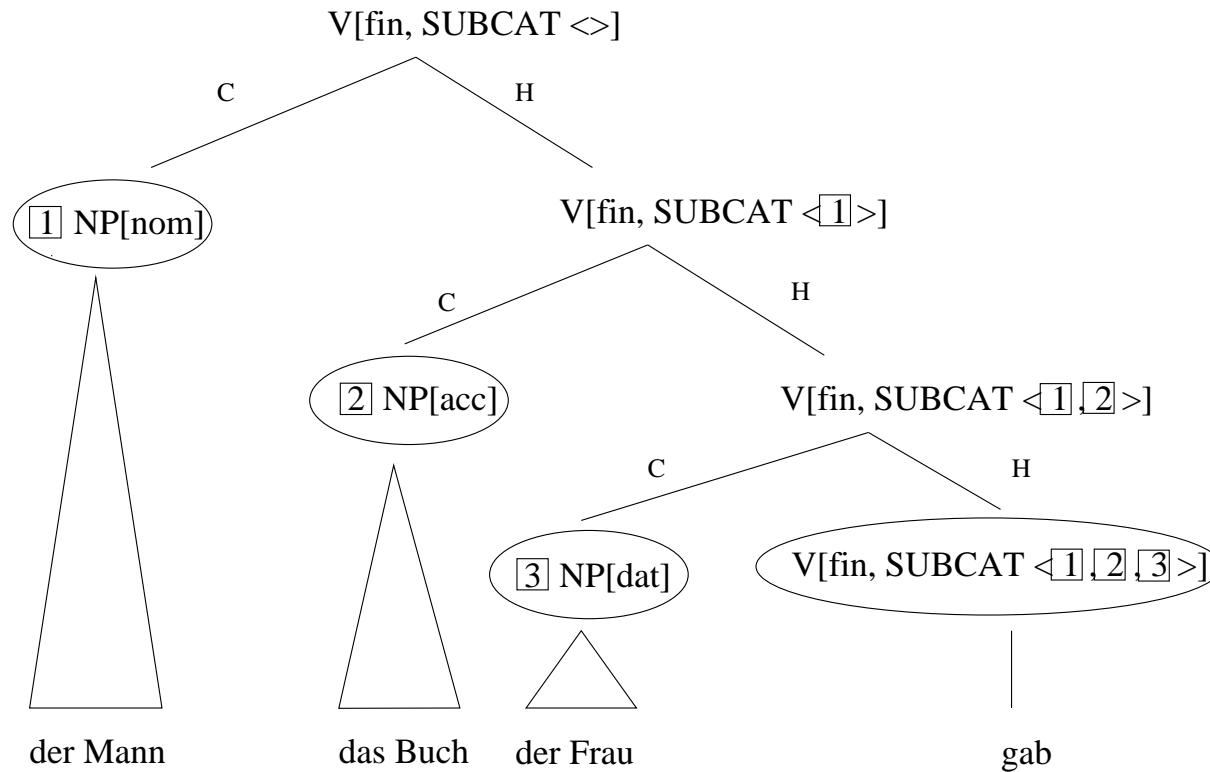 V[fin, SUBCAT <>]
C H
1 NP[nom] V[fin, SUBCAT <1>]
C H
2 NP[acc] V[fin, SUBCAT <1,2>]
C H
3 NP[dat] V[fin, SUBCAT <1,2,3>]
der Mann das Buch der Frau gab